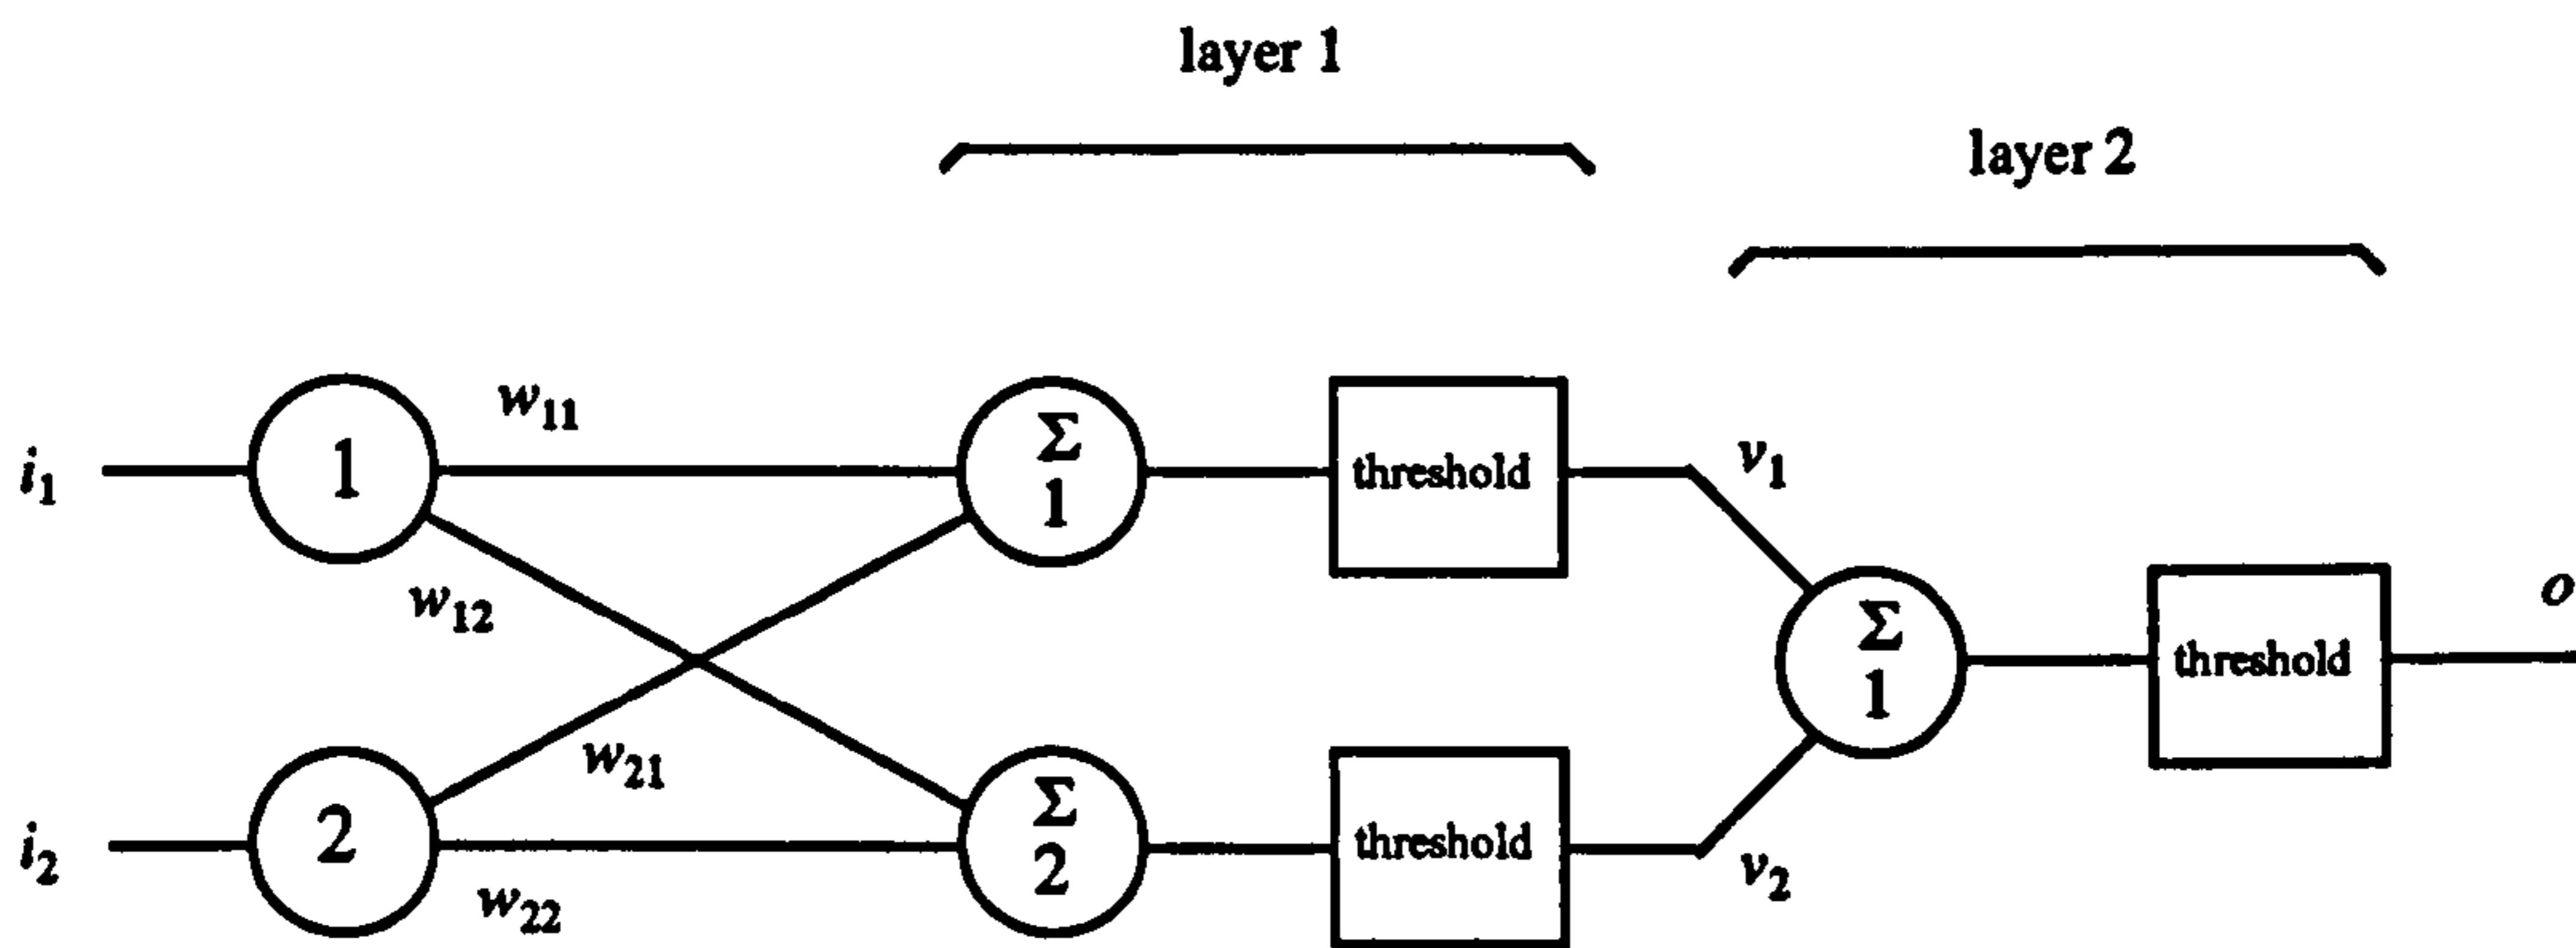 layer 1
layer 2
w₁₁
i₁ 1 Σ 1 threshold v₁
w₁₂
Σ 1 threshold o
w₂₁
i₂ 2 Σ 2 threshold v₂
w₂₂